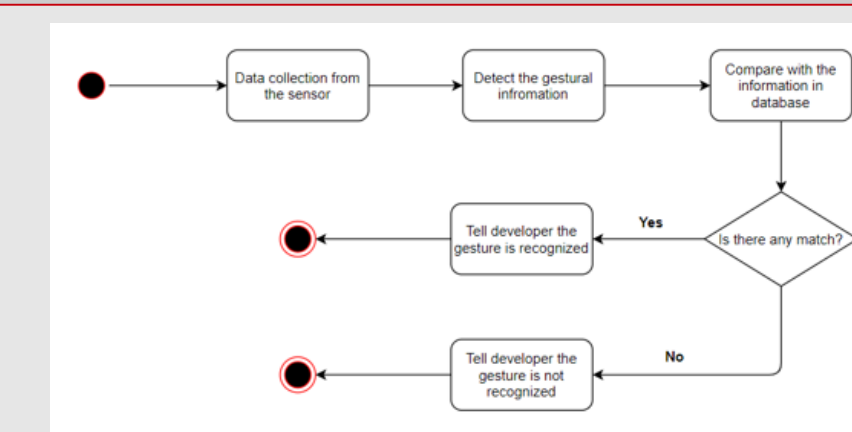 Data collection from
the sensor
Detect the gestural
infromation
Compare with the
information in
database
Is there any match?
Yes
Tell developer the
gesture is recognized
No
Tell developer the
gesture is not
recognized